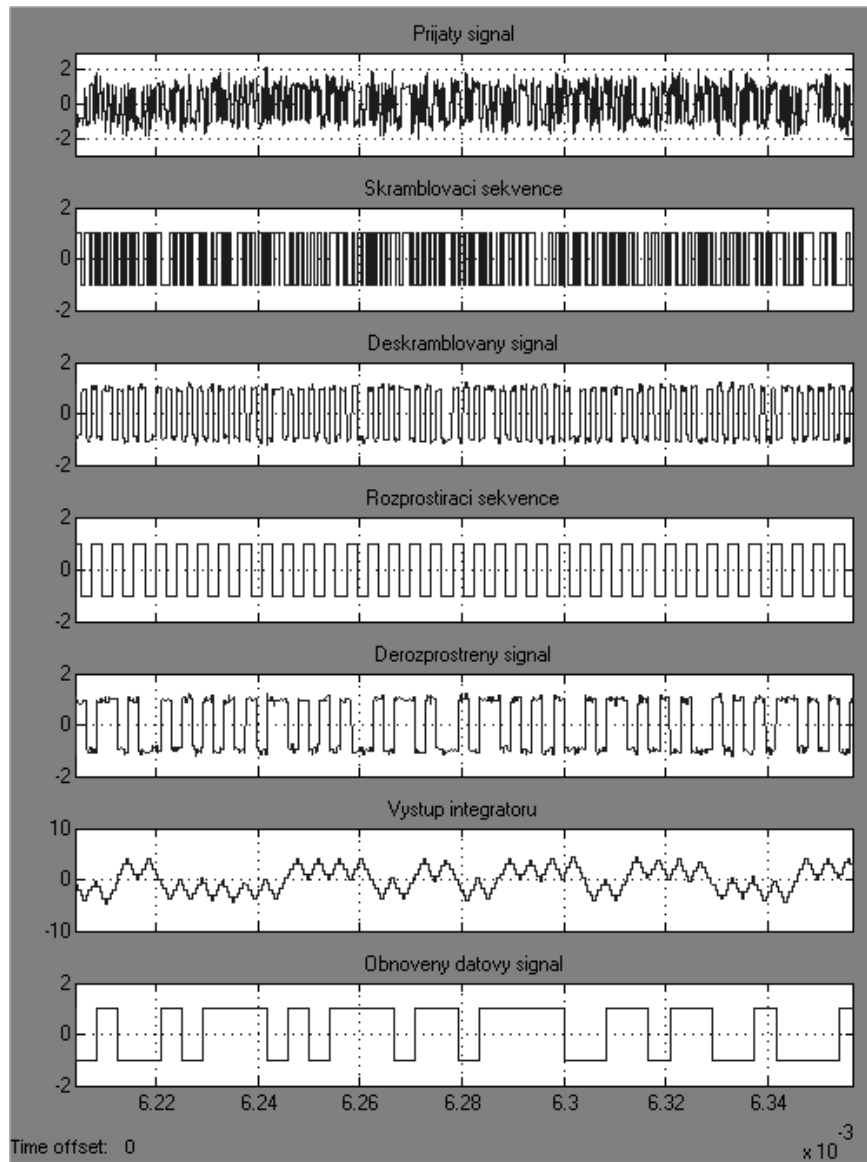 Prijaty signal
2
0
-2
Skramblovaci sekvence
2
0
-2
Deskramblovany signal
2
0
-2
Rozprostiraci sekvence
2
0
-2
Derozprostreny signal
2
0
-2
Vystup integratoru
10
0
-10
Obnoveny datovy signal
2
0
-2
6.22 6.24 6.26 6.28 6.3 6.32 6.34
x 10 -3
Time offset: 0